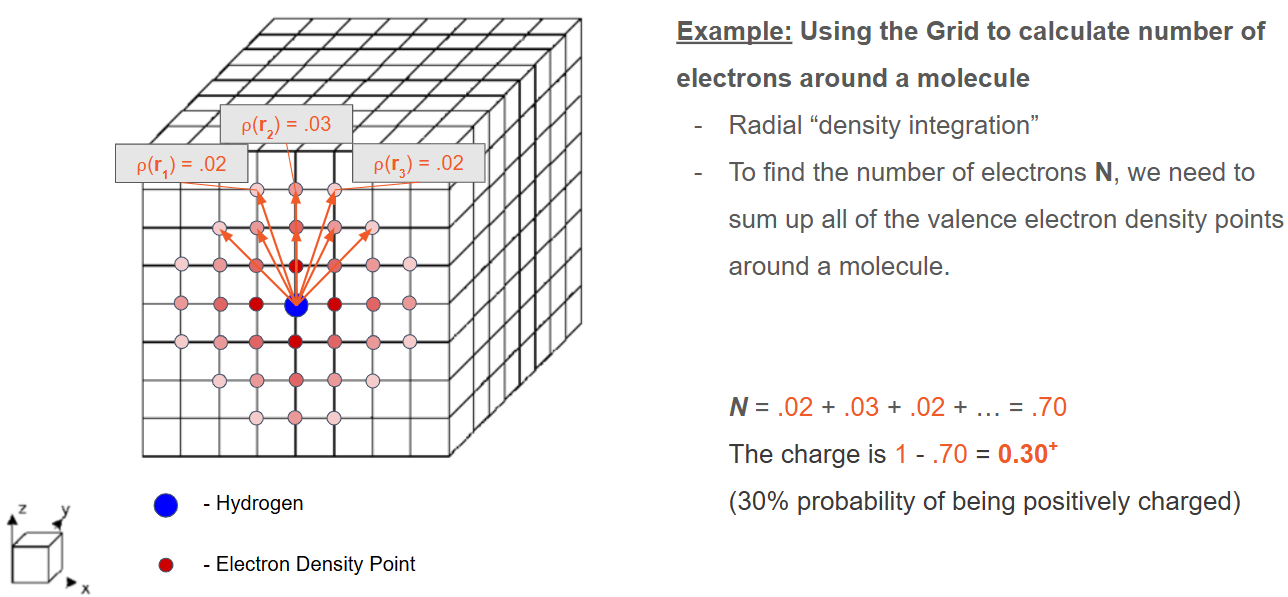 Example: Using the Grid to calculate number of
electrons around a molecule
- Radial “density integration”
- To find the number of electrons N, we need to
sum up all of the valence electron density points
around a molecule.
N = .02 + .03 + .02 + … = .70
The charge is 1 - .70 = 0.30⁺
(30% probability of being positively charged)
ρ(r₂) = .03
ρ(r₁) = .02
ρ(r₃) = .02
- Hydrogen
- Electron Density Point
z
y
x